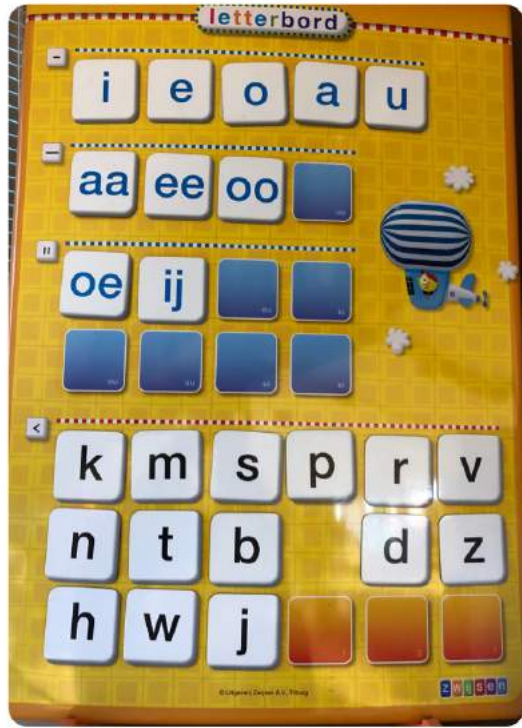 letterbord
i e o a u
aa ee oo
oe ij
k m s p r v
n t b d z
h w j
zwijsen